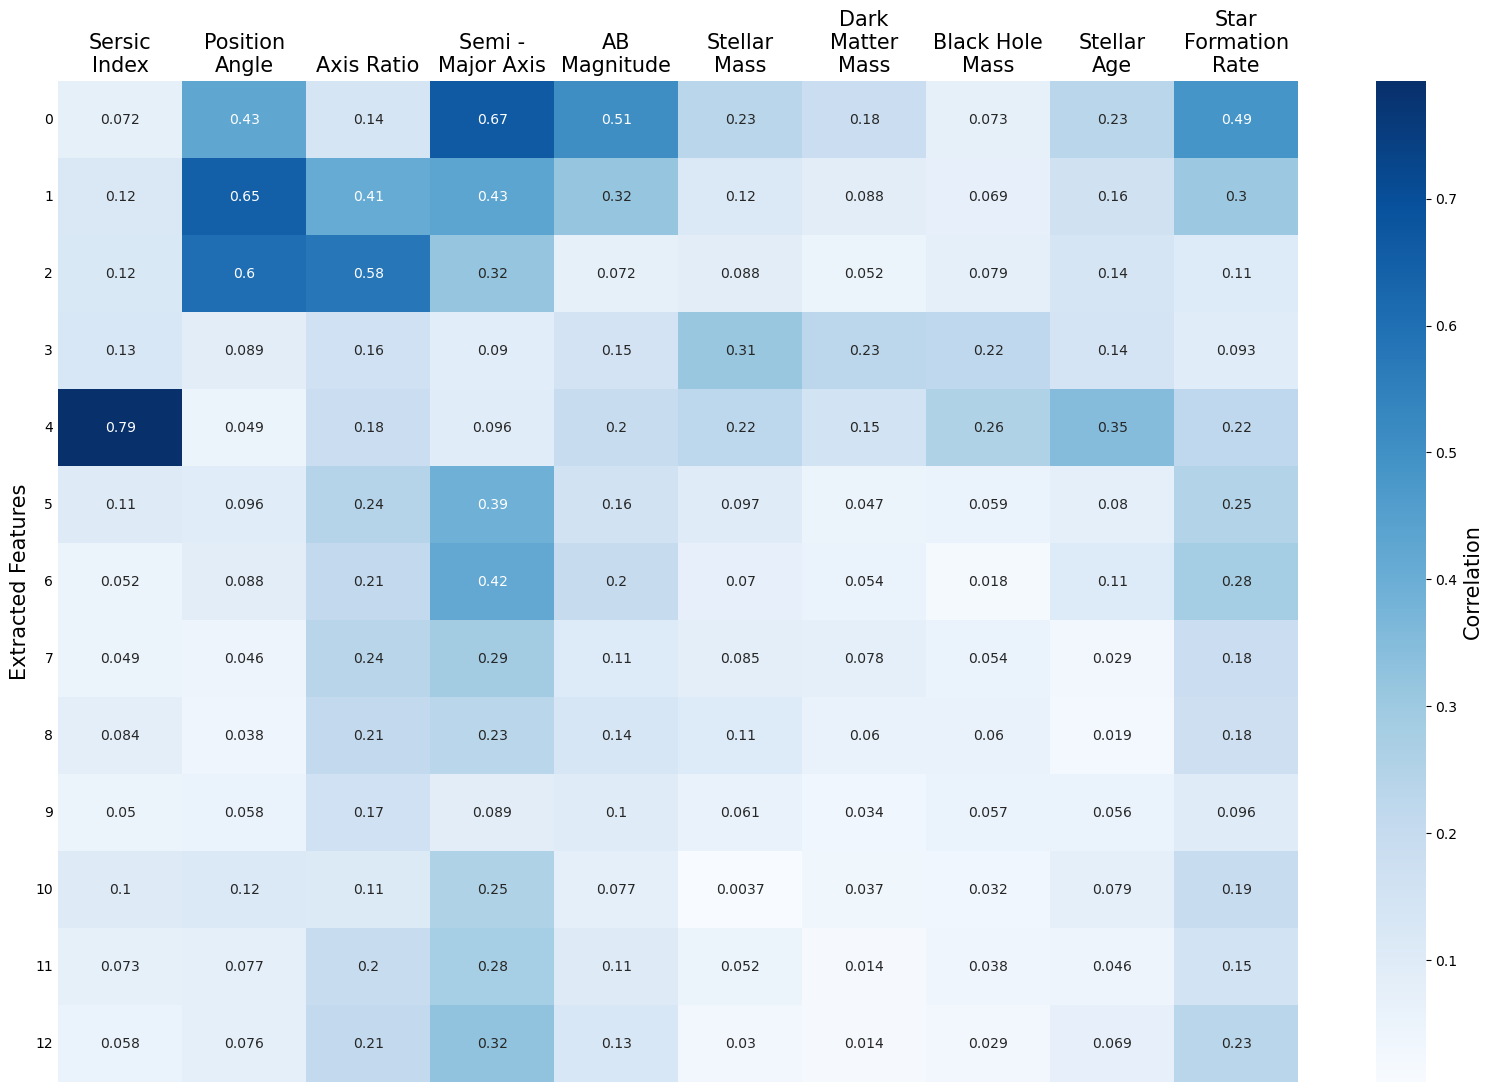 Sersic Index
Position Angle
Axis Ratio
Semi - Major Axis
AB Magnitude
Stellar Mass
Dark Matter Mass
Black Hole Mass
Stellar Age
Star Formation Rate
0 0.072 0.43 0.14 0.67 0.51 0.23 0.18 0.073 0.23 0.49
1 0.12 0.65 0.41 0.43 0.32 0.12 0.088 0.069 0.16 0.3
2 0.12 0.6 0.58 0.32 0.072 0.088 0.052 0.079 0.14 0.11
3 0.13 0.089 0.16 0.09 0.15 0.31 0.23 0.22 0.14 0.093
4 0.79 0.049 0.18 0.096 0.2 0.22 0.15 0.26 0.35 0.22
5 0.11 0.096 0.24 0.39 0.16 0.097 0.047 0.059 0.08 0.25
6 0.052 0.088 0.21 0.42 0.2 0.07 0.054 0.018 0.11 0.28
7 0.049 0.046 0.24 0.29 0.11 0.085 0.078 0.054 0.029 0.18
8 0.084 0.038 0.21 0.23 0.14 0.11 0.06 0.06 0.019 0.18
9 0.05 0.058 0.17 0.089 0.1 0.061 0.034 0.057 0.056 0.096
10 0.1 0.12 0.11 0.25 0.077 0.0037 0.037 0.032 0.079 0.19
11 0.073 0.077 0.2 0.28 0.11 0.052 0.014 0.038 0.046 0.15
12 0.058 0.076 0.21 0.32 0.13 0.03 0.014 0.029 0.069 0.23
Extracted Features
0.7
0.6
0.5
0.4
0.3
0.2
0.1
Correlation